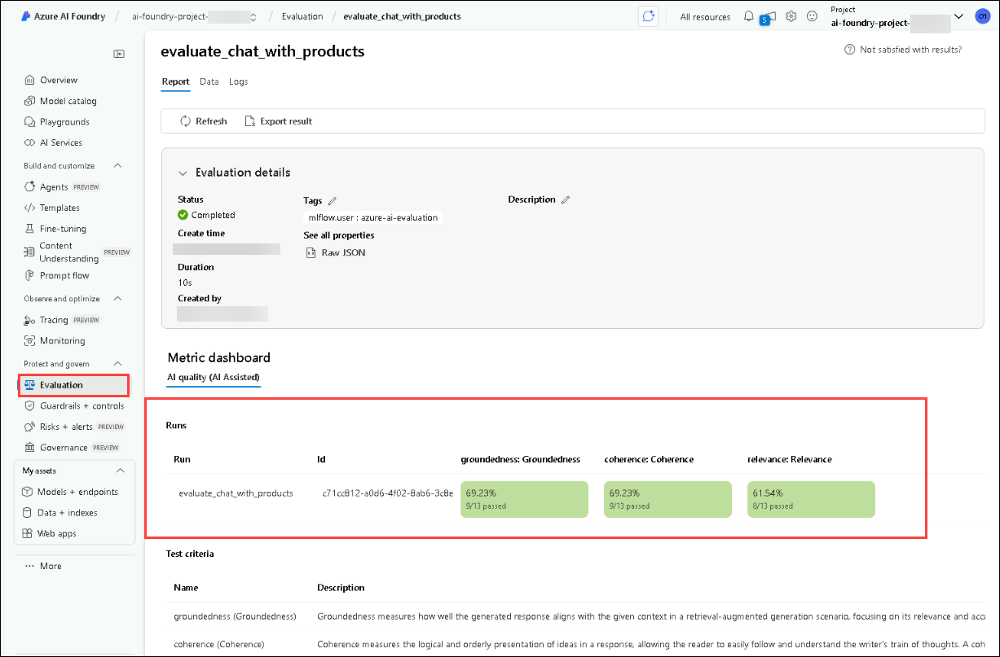 Azure AI Foundry / ai-foundry-project- / Evaluation / evaluate_chat_with_products
All resources
5
Project
ai-foundry-project-
O1
evaluate_chat_with_products
Not satisfied with results?
Report Data Logs
Refresh Export result
Overview
Model catalog
Playgrounds
AI Services
Build and customize
Agents PREVIEW
Templates
Fine-tuning
Content
Understanding PREVIEW
Prompt flow
Observe and optimize
Tracing PREVIEW
Monitoring
Protect and govern
Evaluation
Guardrails + controls
Risks + alerts PREVIEW
Governance PREVIEW
My assets
Models + endpoints
Data + indexes
Web apps
More
Evaluation details
Status
Completed
Create time
Duration
10s
Created by
Tags
mlflow.user : azure-ai-evaluation
See all properties
Raw JSON
Description
Metric dashboard
AI quality (AI Assisted)
Runs
Run Id groundedness: Groundedness coherence: Coherence relevance: Relevance
evaluate_chat_with_products c71cc812-a0d6-4f02-8ab6-3c8e 69.23% 69.23% 61.54%
9/13 passed 9/13 passed 8/13 passed
Test criteria
Name Description
groundedness (Groundedness) Groundedness measures how well the generated response aligns with the given context in a retrieval-augmented generation scenario, focusing on its relevance and
coherence (Coherence) Coherence measures the logical and orderly presentation of ideas in a response, allowing the reader to easily follow and understand the writer's train of thoughts. A